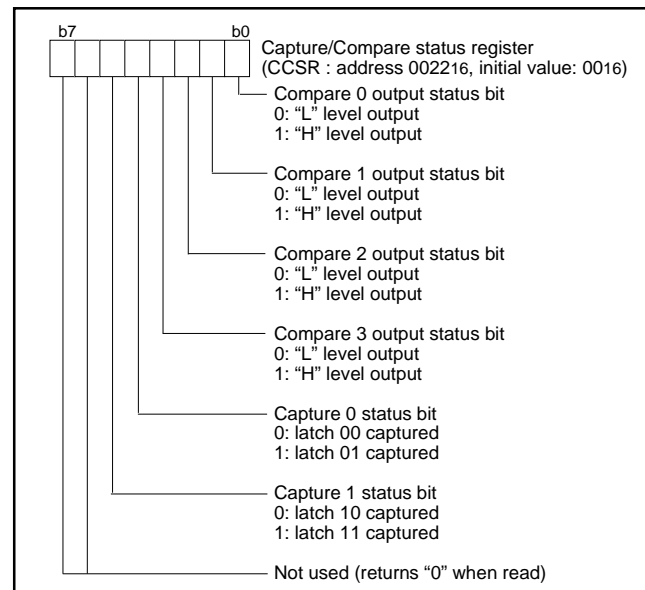 b7 b0
Capture/Compare status register
(CCSR : address 002216, initial value: 0016)
Compare 0 output status bit
0: “L” level output
1: “H” level output
Compare 1 output status bit
0: “L” level output
1: “H” level output
Compare 2 output status bit
0: “L” level output
1: “H” level output
Compare 3 output status bit
0: “L” level output
1: “H” level output
Capture 0 status bit
0: latch 00 captured
1: latch 01 captured
Capture 1 status bit
0: latch 10 captured
1: latch 11 captured
Not used (returns “0” when read)